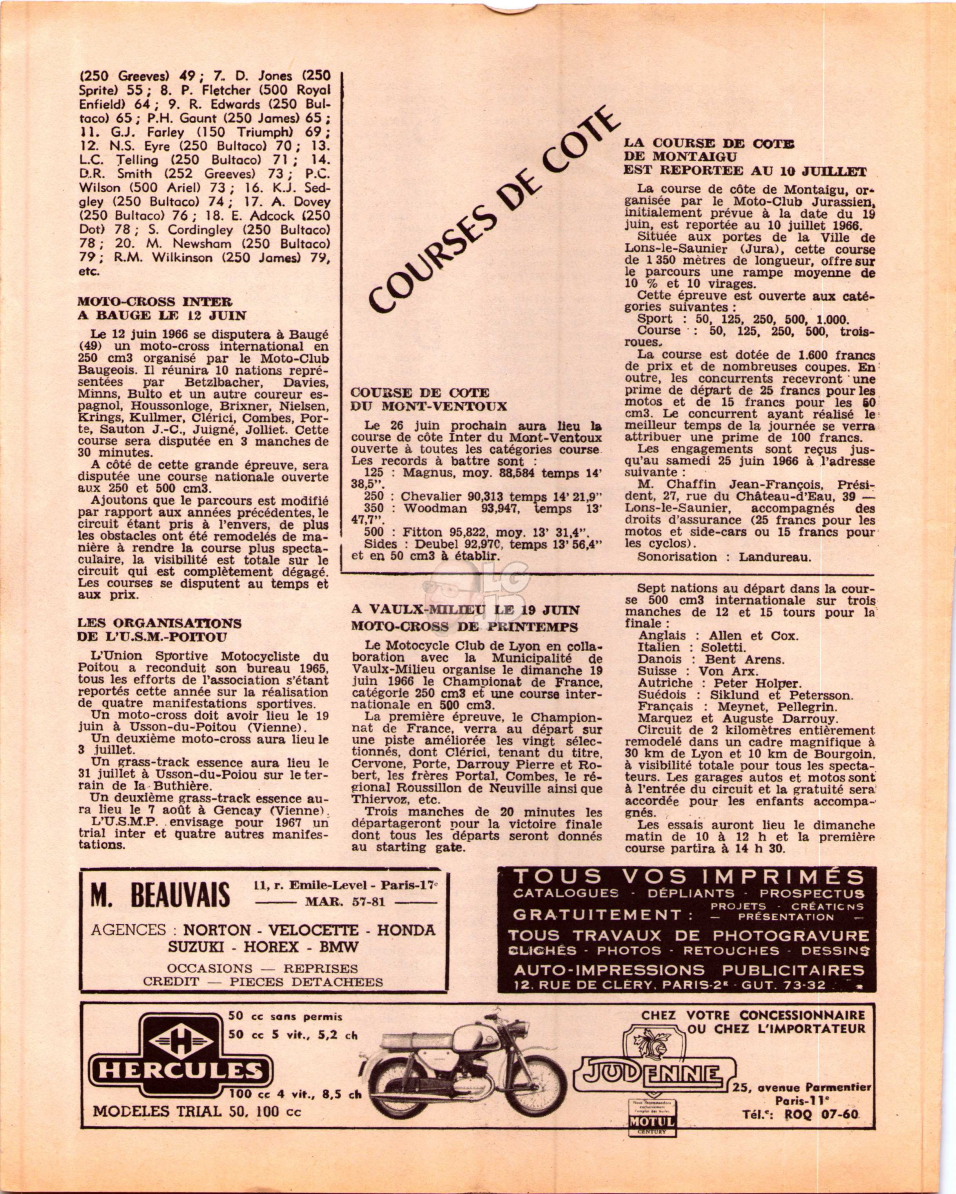 (250 Greeves) 49 ; 7. D. Jones (250
Sprite) 55 ; 8. P. Fletcher (500 Royal
Enfield) 64 ; 9. R. Edwards (250 Bul-
taco) 65 ; P.H. Gaunt (250 James) 65 ;
11. G.J. Farley (150 Triumph) 69 ;
12. N.S. Eyre (250 Bultaco) 70 ; 13.
L.C. Telling (250 Bultaco) 71 ; 14.
D.R. Smith (252 Greeves) 73 ; P.C.
Wilson (500 Ariel) 73 ; 16. K.J. Sed-
gley (250 Bultaco) 74 ; 17. A. Dovey
(250 Bultaco) 76 ; 18. E. Adcock (250
Dot) 78 ; S. Cordingley (250 Bultaco)
78 ; 20. M. Newsham (250 Bultaco)
79 ; R.M. Wilkinson (250 James) 79,
etc.
MOTO-CROSS INTER
A BAUGE LE 12 JUIN
Le 12 juin 1966 se disputera à Baugé
(49) un moto-cross international en
250 cm3 organisé par le Moto-Club
Baugeois. Il réunira 10 nations repré-
sentées par Betzlbacher, Davies,
Minns, Bulto et un autre coureur es-
pagnol, Houssonloge, Brixner, Nielsen,
Krings, Kullmer, Clérici, Combes, Por-
te, Sauton J.-C., Juigné, Jolliet. Cette
course sera disputée en 3 manches de
30 minutes.
A côté de cette grande épreuve, sera
disputée une course nationale ouverte
aux 250 et 500 cm3.
Ajoutons que le parcours est modifié
par rapport aux années précédentes, le
circuit étant pris à l'envers, de plus
les obstacles ont été remodelés de ma-
nière à rendre la course plus specta-
culaire, la visibilité est totale sur le
circuit qui est complètement dégagé.
Les courses se disputent au temps et
aux prix.
LES ORGANISATIONS
DE L'U.S.M.-POITOU
L'Union Sportive Motocycliste du
Poitou a reconduit son bureau 1965,
tous les efforts de l'association s'étant
reportés cette année sur la réalisation
de quatre manifestations sportives.
Un moto-cross doit avoir lieu le 19
juin à Usson-du-Poitou (Vienne).
Un deuxième moto-cross aura lieu le
3 juillet.
Un grass-track essence aura lieu le
31 juillet à Usson-du-Poiou sur le ter-
rain de la Buthière.
Un deuxième grass-track essence au-
ra lieu le 7 août à Gencay (Vienne).
L'U.S.M.P. envisage pour 1967 un
trial inter et quatre autres manifes-
tations.
COURSES DE COTE
COURSE DE COTE
DU MONT-VENTOUX
Le 26 juin prochain aura lieu la
course de côte Inter du Mont-Ventoux
ouverte à toutes les catégories course
Les records à battre sont :
125 : Magnus, moy. 88,584 temps 14'
38,5".
250 : Chevalier 90,313 temps 14' 21,9"
350 : Woodman 93,947, temps 13'
47,7".
500 : Fitton 95,822, moy. 13' 31,4".
Sides : Deubel 92,970, temps 13' 56,4"
et en 50 cm3 à établir.
LA COURSE DE COTE
DE MONTAIGU
EST REPORTEE AU 10 JUILLET
La course de côte de Montaigu, or-
ganisée par le Moto-Club Jurassien,
initialement prévue à la date du 19
juin, est reportée au 10 juillet 1966.
Située aux portes de la Ville de
Lons-le-Saunier (Jura), cette course
de 1 350 mètres de longueur, offre sur
le parcours une rampe moyenne de
10 % et 10 virages.
Cette épreuve est ouverte aux caté-
gories suivantes :
Sport : 50, 125, 250, 500, 1.000.
Course : 50, 125, 250, 500, trois-
roues.
La course est dotée de 1.600 francs
de prix et de nombreuses coupes. En
outre, les concurrents recevront une
prime de départ de 25 francs pour les
motos et de 15 francs pour les 50
cm3. Le concurrent ayant réalisé le
meilleur temps de la journée se verra
attribuer une prime de 100 francs.
Les engagements sont reçus jus-
qu'au samedi 25 juin 1966 à l'adresse
suivante :
M. Chaffin Jean-François, Prési-
dent, 27, rue du Château-d'Eau, 39 —
Lons-le-Saunier, accompagnés des
droits d'assurance (25 francs pour les
motos et side-cars ou 15 francs pour
les cyclos).
Sonorisation : Landureau.
A VAULX-MILIEU LE 19 JUIN
MOTO-CROSS DE PRINTEMPS
Le Motocycle Club de Lyon en colla-
boration avec la Municipalité de
Vaulx-Milieu organise le dimanche 19
juin 1966 le Championat de France,
catégorie 250 cm3 et une course inter-
nationale en 500 cm3.
La première épreuve, le Champion-
nat de France, verra au départ sur
une piste améliorée les vingt sélec-
tionnés, dont Clérici, tenant du titre,
Cervone, Porte, Darrouy Pierre et Ro-
bert, les frères Portal, Combes, le ré-
gional Roussillon de Neuville ainsi que
Thiervoz, etc.
Trois manches de 20 minutes les
départageront pour la victoire finale
dont tous les départs seront donnés
au starting gate.
Sept nations au départ dans la cour-
se 500 cm3 internationale sur trois
manches de 12 et 15 tours pour la
finale :
Anglais : Allen et Cox.
Italien : Soletti.
Danois : Bent Arens.
Suisse : Von Arx.
Autriche : Peter Holper.
Suédois : Siklund et Petersson.
Français : Meynet, Pellegrin.
Marquez et Auguste Darrouy.
Circuit de 2 kilomètres entièrement
remodelé dans un cadre magnifique à
30 km de Lyon et 10 km de Bourgoin,
à visibilité totale pour tous les specta-
teurs. Les garages autos et motos sont
à l'entrée du circuit et la gratuité sera
accordée pour les enfants accompa-
gnés.
Les essais auront lieu le dimanche
matin de 10 à 12 h et la première
course partira à 14 h 30.
M. BEAUVAIS
11, r. Emile-Level - Paris-17e
MAR. 57-81
AGENCES : NORTON - VELOCETTE - HONDA
SUZUKI - HOREX - BMW
OCCASIONS — REPRISES
CREDIT — PIECES DETACHEES
TOUS VOS IMPRIMÉS
CATALOGUES - DÉPLIANTS - PROSPECTUS
GRATUITEMENT : PROJETS - CRÉATIONS
— PRÉSENTATION —
TOUS TRAVAUX DE PHOTOGRAVURE
CLICHÉS - PHOTOS - RETOUCHES - DESSINS
AUTO-IMPRESSIONS PUBLICITAIRES
12, RUE DE CLÉRY, PARIS-2e - GUT. 73-32
H
HERCULES
50 cc sans permis
50 cc 5 vit., 5,2 ch
100 cc 4 vit., 8,5 ch
MODELES TRIAL 50, 100 cc
CHEZ VOTRE CONCESSIONNAIRE
OU CHEZ L'IMPORTATEUR
JUDENNE
25, avenue Parmentier
Paris-11e
Tél.e: ROQ 07-60
MOTUL
CENTURY
LG